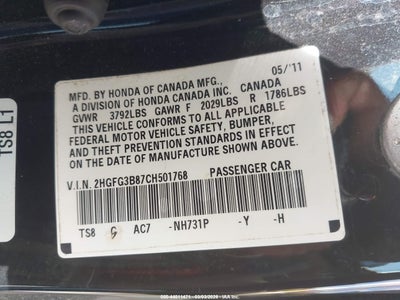 MFD. BY HONDA OF CANADA MFG., 05/'11
A DIVISION OF HONDA CANADA INC. CANADA
GVWR 3792LBS GAWR F 2029LBS R 1786LBS
THIS VEHICLE CONFORMS TO ALL APPLICABLE
FEDERAL MOTOR VEHICLE SAFETY, BUMPER,
AND THEFT PREVENTION STANDARDS IN EFFECT
ON THE DATE OF MANUFACTURE SHOWN ABOVE.
V.I.N. 2HGFG3B87CH501768 PASSENGER CAR
TS8 G AC7 -NH731P -Y -H
TS8 L1